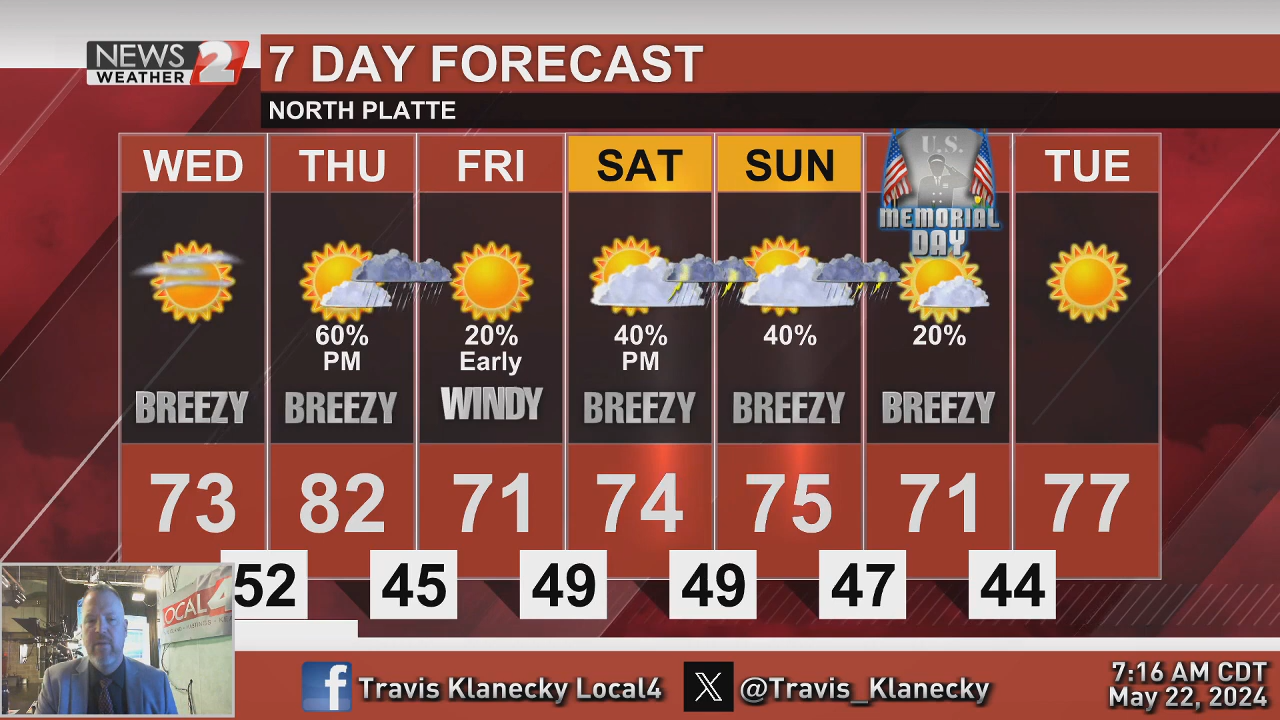 NEWS 2
WEATHER
7 DAY FORECAST
NORTH PLATTE
WED THU FRI SAT SUN TUE
U.S.
MEMORIAL
DAY
60% 20% 40% 40% 20%
PM Early PM
BREEZY BREEZY WINDY BREEZY BREEZY BREEZY
73 82 71 74 75 71 77
52 45 49 49 47 44
LOCAL4
Travis Klanecky Local4 @Travis_Klanecky
7:16 AM CDT
May 22, 2024